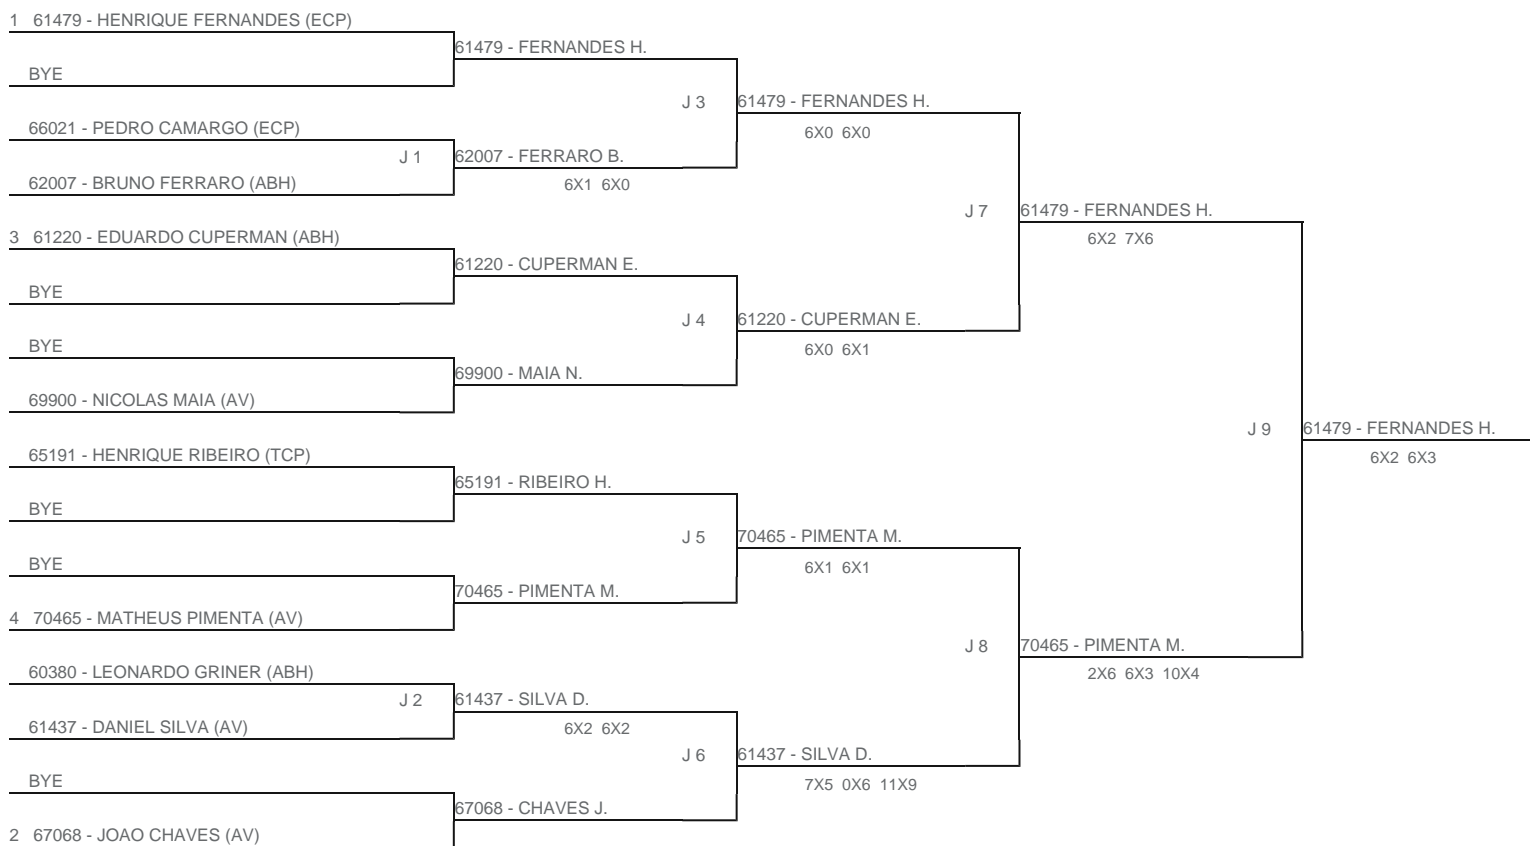 1 61479 - HENRIQUE FERNANDES (ECP)
61479 - FERNANDES H.
BYE
J 3
61479 - FERNANDES H.
6X0 6X0
66021 - PEDRO CAMARGO (ECP)
J 1
62007 - FERRARO B.
6X1 6X0
62007 - BRUNO FERRARO (ABH)
J 7
61479 - FERNANDES H.
6X2 7X6
3 61220 - EDUARDO CUPERMAN (ABH)
61220 - CUPERMAN E.
BYE
J 4
61220 - CUPERMAN E.
6X0 6X1
BYE
69900 - MAIA N.
69900 - NICOLAS MAIA (AV)
J 9
61479 - FERNANDES H.
6X2 6X3
65191 - HENRIQUE RIBEIRO (TCP)
65191 - RIBEIRO H.
BYE
J 5
70465 - PIMENTA M.
6X1 6X1
BYE
70465 - PIMENTA M.
4 70465 - MATHEUS PIMENTA (AV)
J 8
70465 - PIMENTA M.
2X6 6X3 10X4
60380 - LEONARDO GRINER (ABH)
J 2
61437 - SILVA D.
6X2 6X2
61437 - DANIEL SILVA (AV)
J 6
61437 - SILVA D.
7X5 0X6 11X9
BYE
67068 - CHAVES J.
2 67068 - JOAO CHAVES (AV)